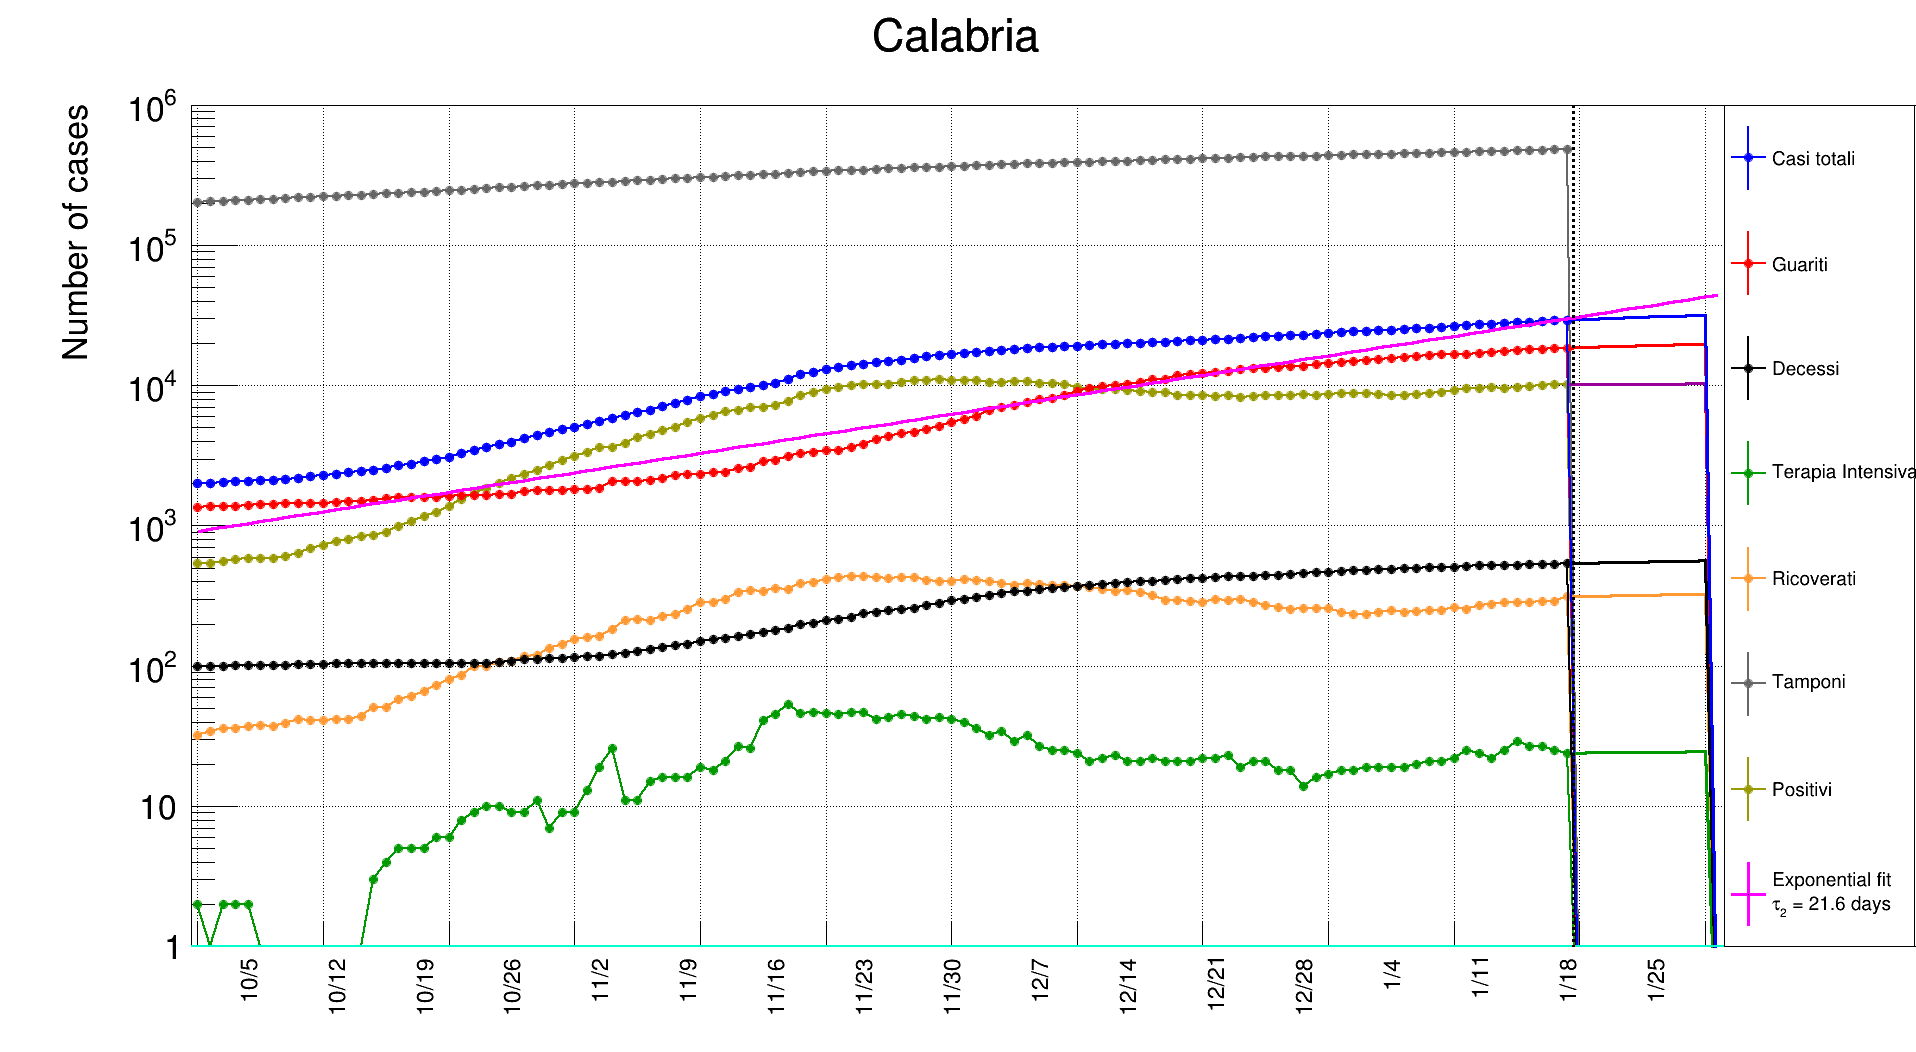 Calabria
Number of cases
10^6
10^5
10^4
10^3
10^2
10
1
10/5
10/12
10/19
10/26
11/2
11/9
11/16
11/23
11/30
12/7
12/14
12/21
12/28
1/4
1/11
1/18
1/25
Casi totali
Guariti
Decessi
Terapia Intensiva
Ricoverati
Tamponi
Positivi
Exponential fit
τ_2 = 21.6 days